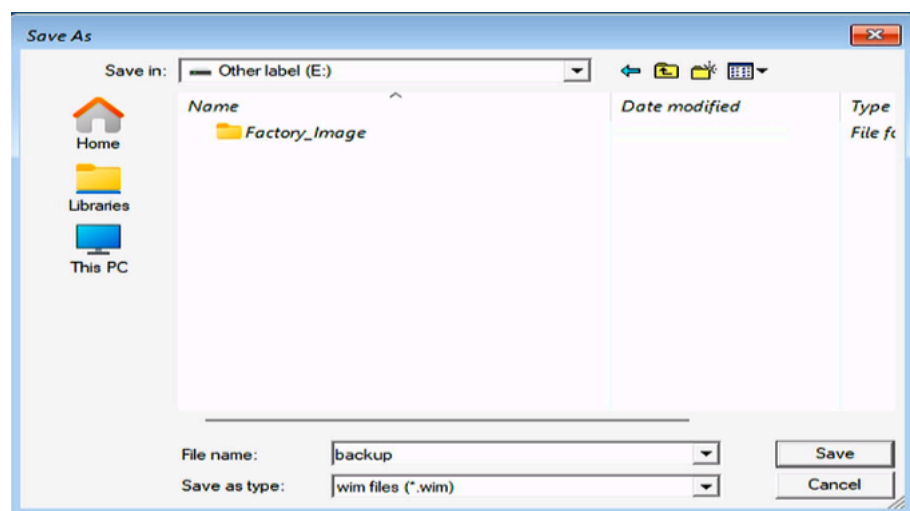 Save As
Save in: Other label (E:)
Name Date modified Type
Factory_Image File fo
Home
Libraries
This PC
File name: backup Save
Save as type: wim files (*.wim) Cancel